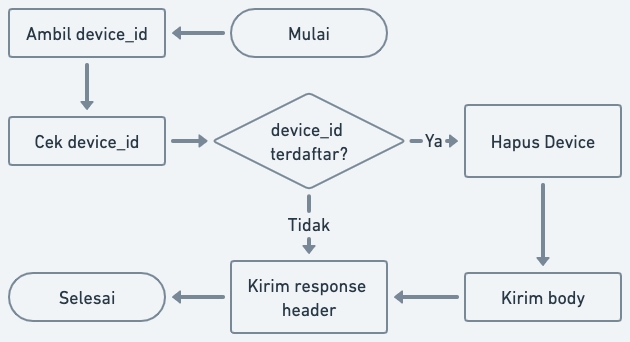 Ambil device_id
Mulai
Cek device_id
device_id
terdaftar?
Ya
Hapus Device
Tidak
Selesai
Kirim response
header
Kirim body